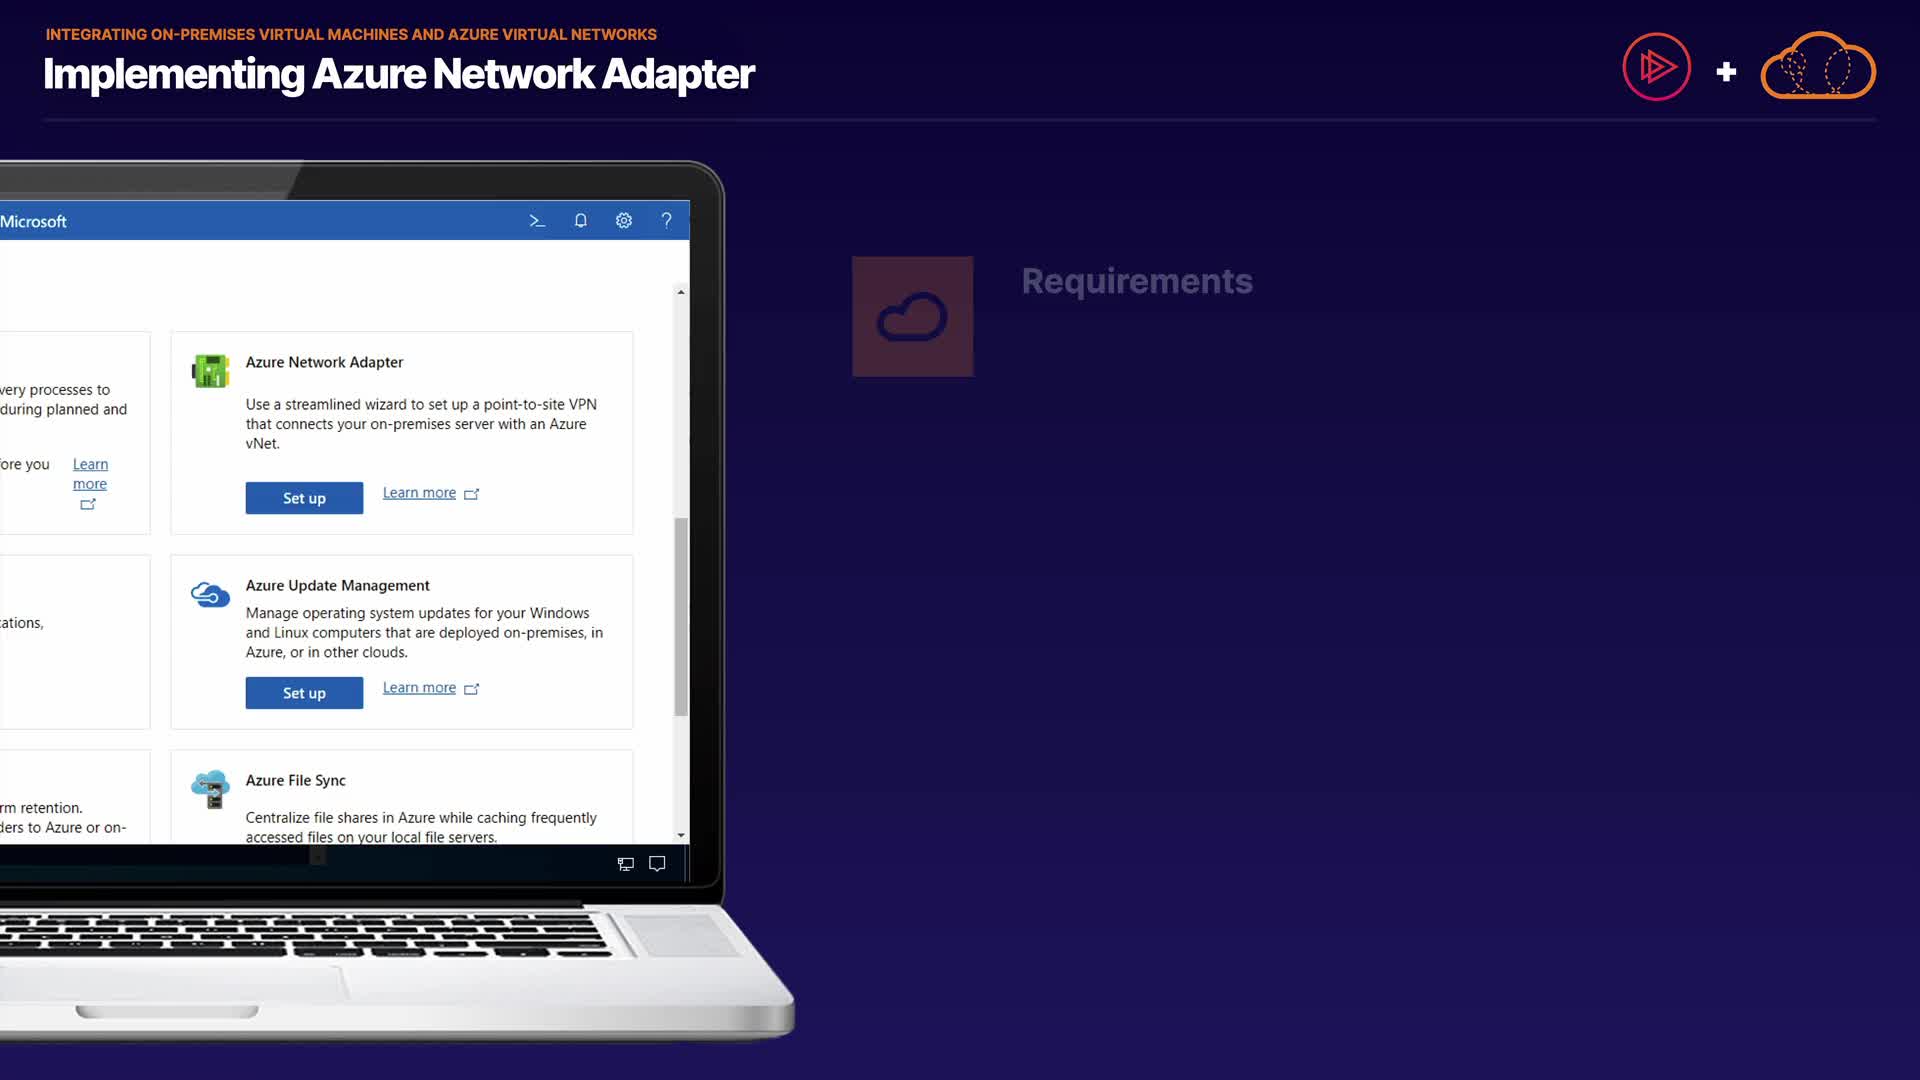 INTEGRATING ON-PREMISES VIRTUAL MACHINES AND AZURE VIRTUAL NETWORKS
Implementing Azure Network Adapter
Microsoft
very processes to
during planned and
fore you
Learn
more
Azure Network Adapter
Use a streamlined wizard to set up a point-to-site VPN
that connects your on-premises server with an Azure
vNet.
Set up
Learn more
ations,
Azure Update Management
Manage operating system updates for your Windows
and Linux computers that are deployed on-premises, in
Azure, or in other clouds.
Set up
Learn more
rm retention.
ders to Azure or on-
Azure File Sync
Centralize file shares in Azure while caching frequently
accessed files on your local file servers.
Requirements